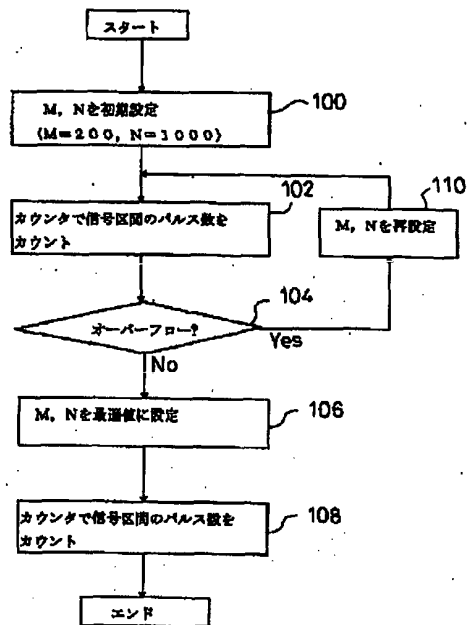 スタート
M，Nを初期設定
(M＝200，N＝1000)
100
カウンタで信号区間のパルス数を
カウント
102
110
M，Nを再設定
オーバーフロー?
104
Yes
No
M，Nを最適値に設定
106
カウンタで信号区間のパルス数を
カウント
108
エンド